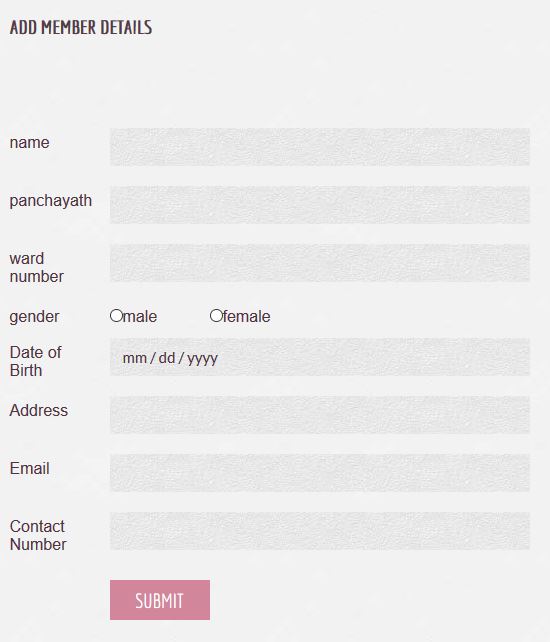 ADD MEMBER DETAILS
name
panchayath
ward
number
gender male female
Date of
Birth
mm / dd / yyyy
Address
Email
Contact
Number
SUBMIT